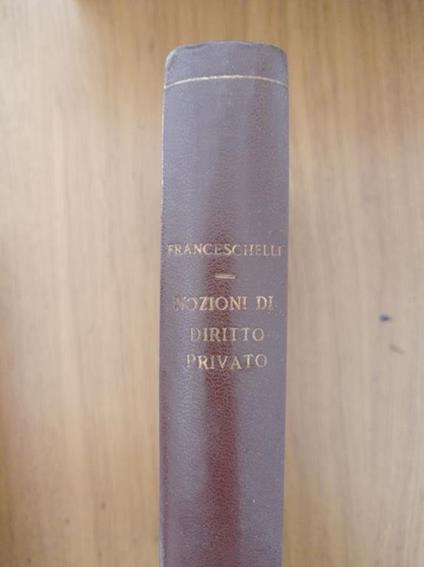 FRANCESCHELLI
NOZIONI DI
DIRITTO
PRIVATO